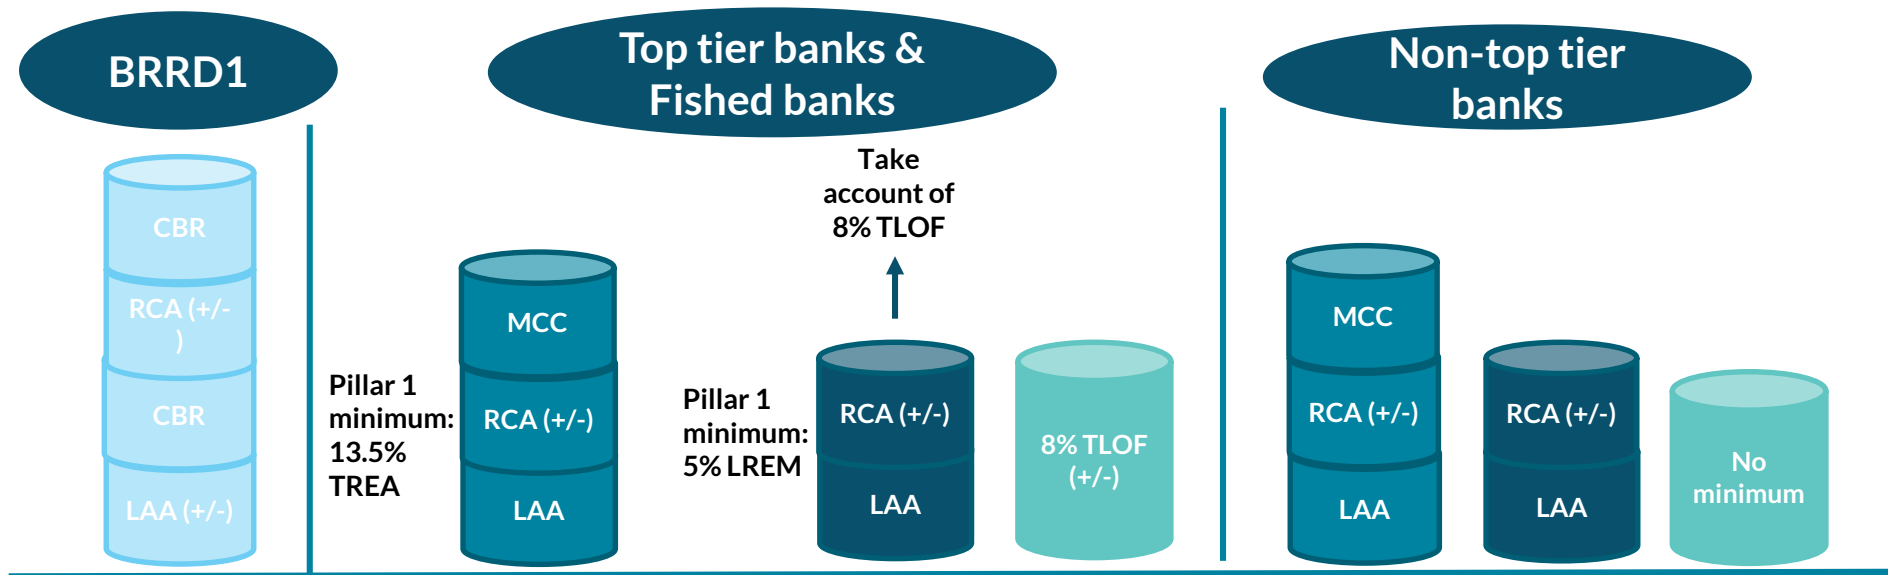 BRRD1
CBR
RCA (+/-
)
CBR
LAA (+/-)
Top tier banks &
Fished banks
Pillar 1
minimum:
13.5%
TREA
MCC
RCA (+/-)
LAA
Pillar 1
minimum:
5% LREM
Take
account of
8% TLOF
RCA (+/-)
LAA
8% TLOF
(+/-)
Non-top tier
banks
MCC
RCA (+/-)
LAA
RCA (+/-)
LAA
No
minimum